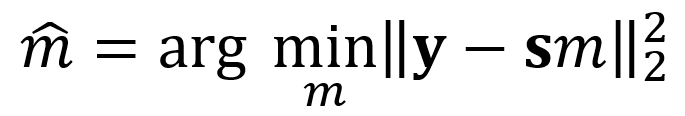 m̂ = arg min_m ‖𝐲 − 𝐬m‖₂²